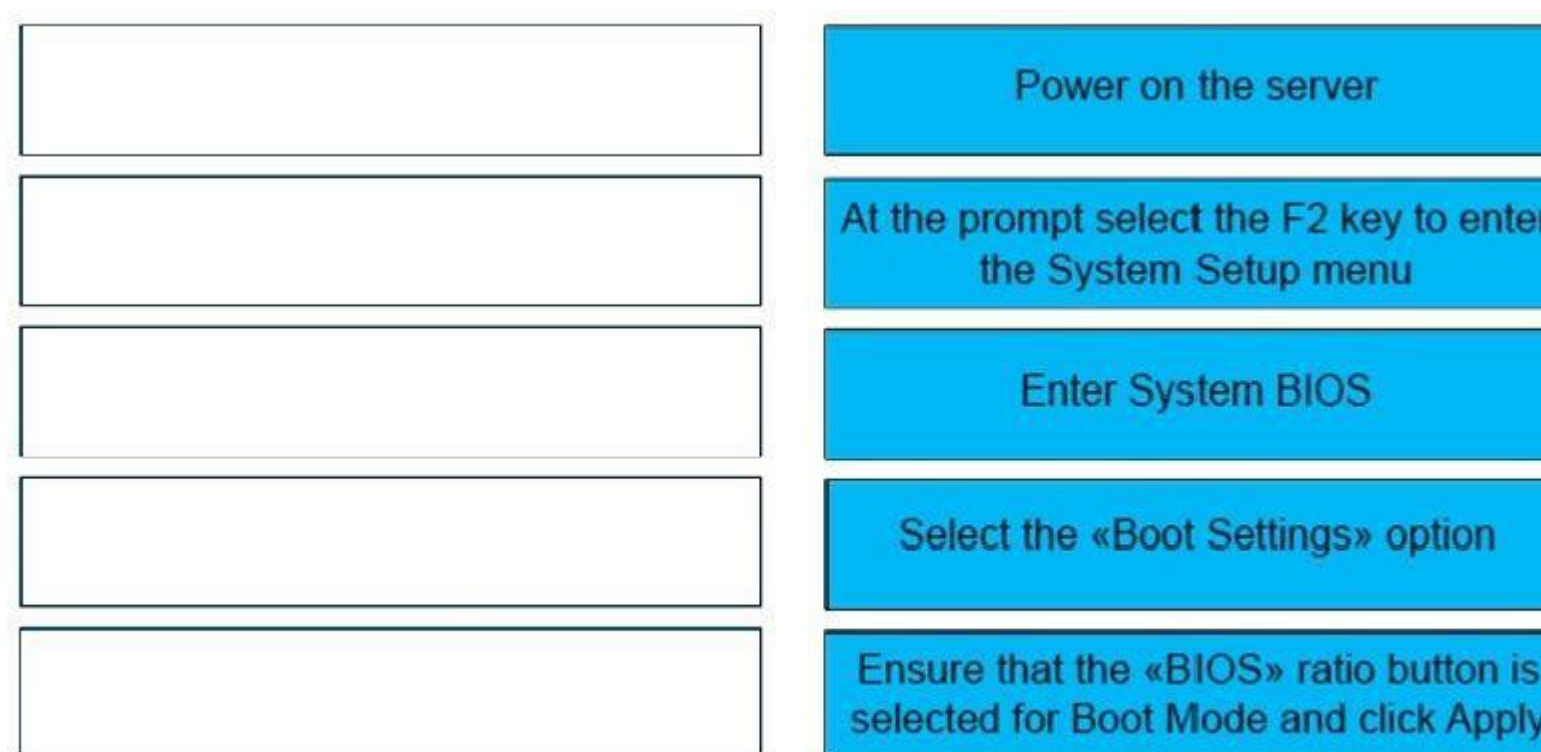 Power on the server
At the prompt select the F2 key to enter
the System Setup menu
Enter System BIOS
Select the «Boot Settings» option
Ensure that the «BIOS» ratio button is
selected for Boot Mode and click Apply